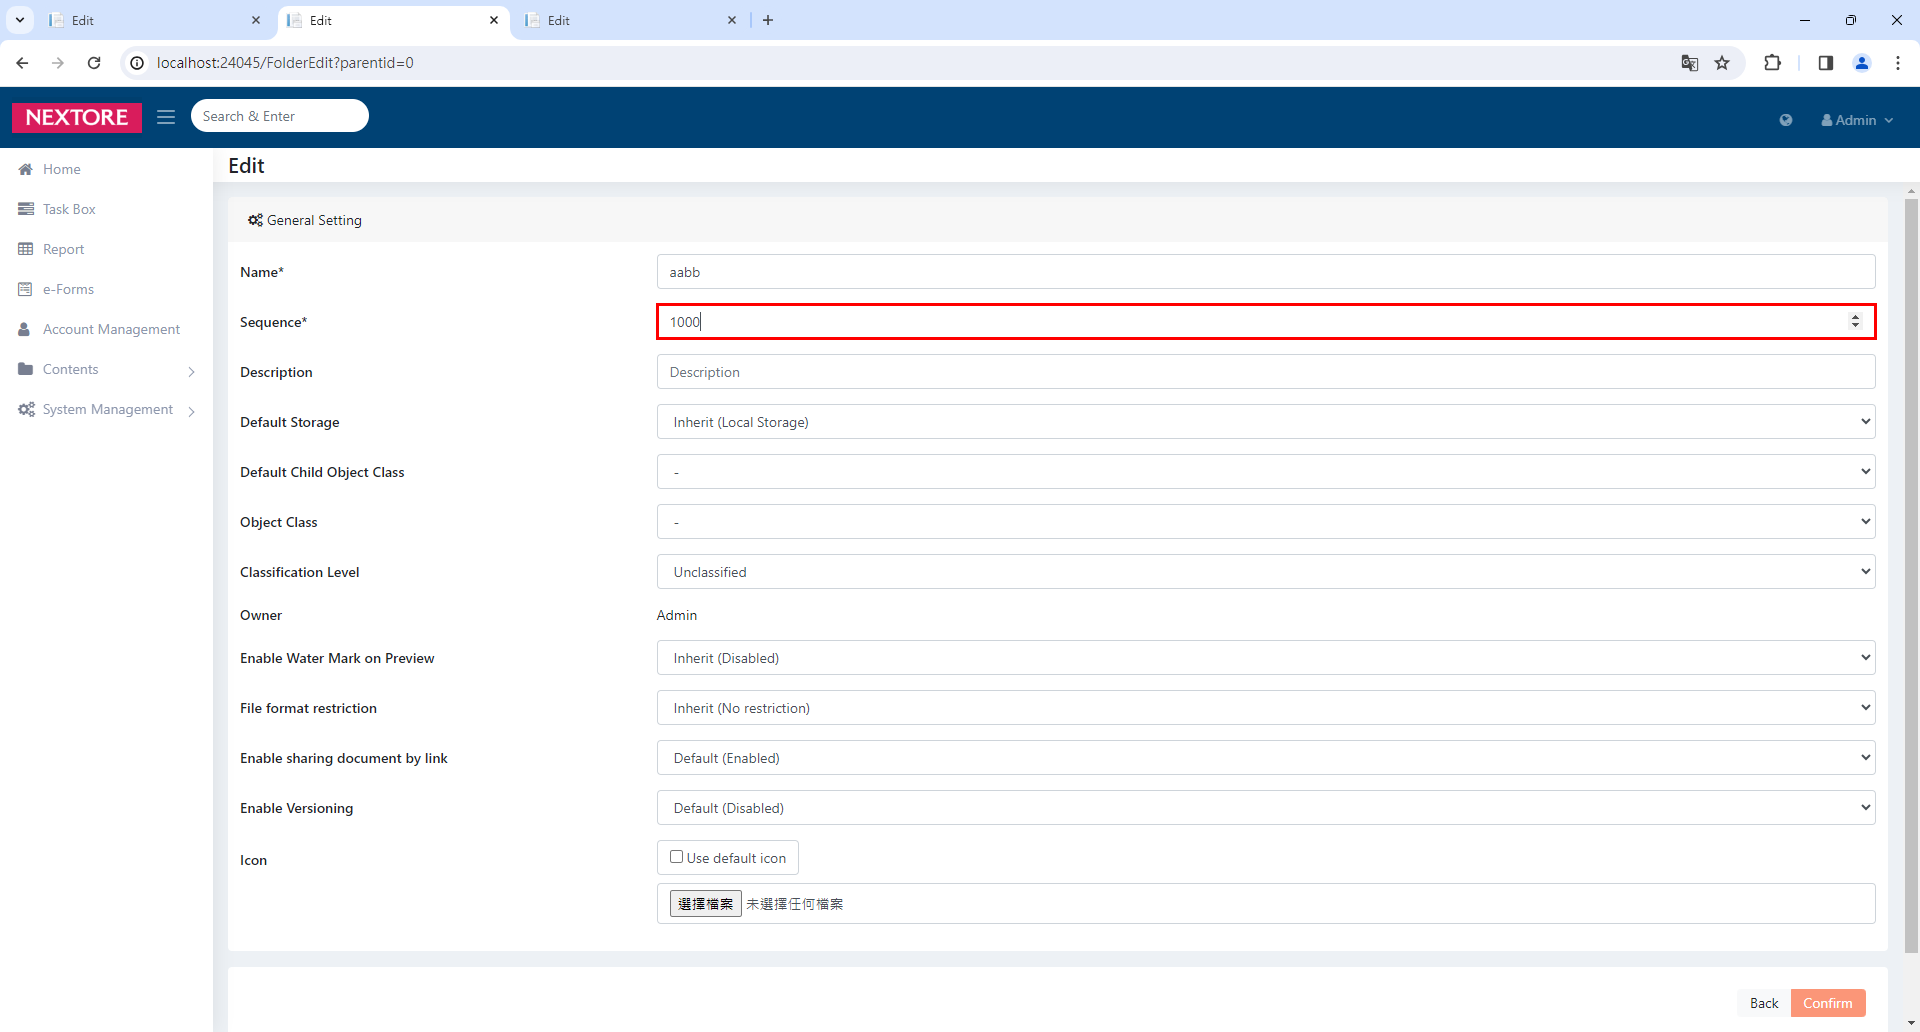 Edit
Edit
Edit
localhost:24045/FolderEdit?parentid=0
NEXTORE
Search & Enter
Admin
Home
Task Box
Report
e-Forms
Account Management
Contents
System Management
Edit
General Setting
Name*
aabb
Sequence*
1000
Description
Description
Default Storage
Inherit (Local Storage)
Default Child Object Class
-
Object Class
-
Classification Level
Unclassified
Owner
Admin
Enable Water Mark on Preview
Inherit (Disabled)
File format restriction
Inherit (No restriction)
Enable sharing document by link
Default (Enabled)
Enable Versioning
Default (Disabled)
Icon
Use default icon
選擇檔案 未選擇任何檔案
Back
Confirm